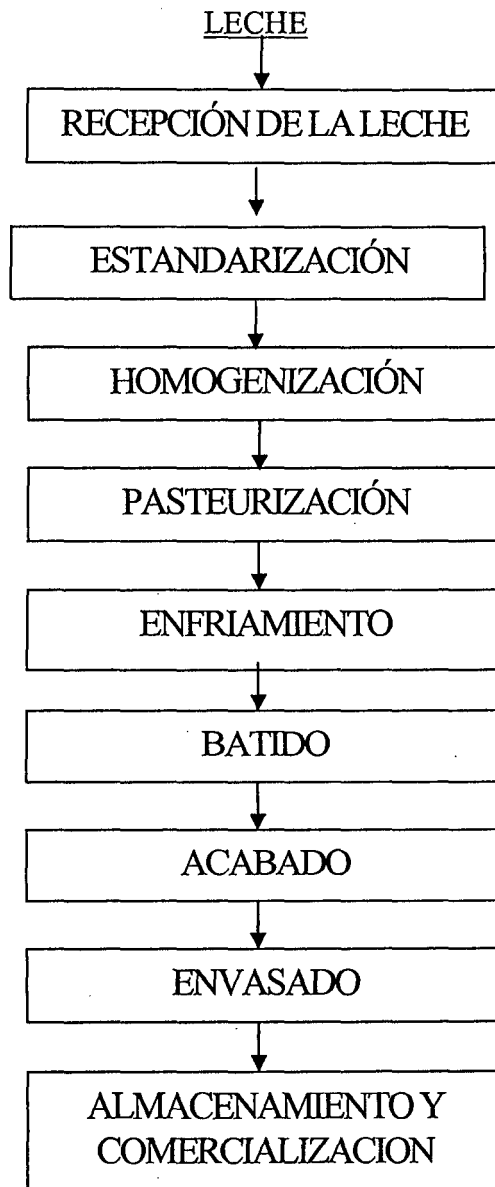 LECHE
RECEPCIÓN DE LA LECHE
ESTANDARIZACIÓN
HOMOGENIZACIÓN
PASTEURIZACIÓN
ENFRIAMIENTO
BATIDO
ACABADO
ENVASADO
ALMACENAMIENTO Y
COMERCIALIZACION